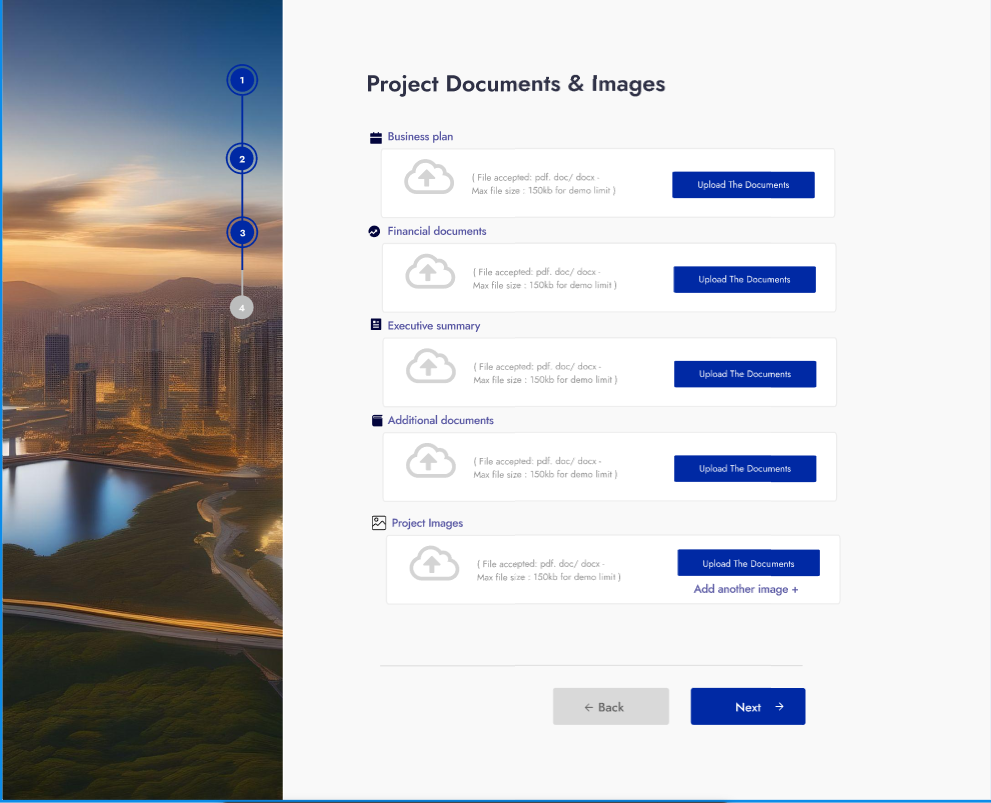 1
2
3
4
Project Documents & Images
Business plan
( File accepted: pdf. doc/ docx -
Max file size : 150kb for demo limit )
Upload The Documents
Financial documents
( File accepted: pdf. doc/ docx -
Max file size : 150kb for demo limit )
Upload The Documents
Executive summary
( File accepted: pdf. doc/ docx -
Max file size : 150kb for demo limit )
Upload The Documents
Additional documents
( File accepted: pdf. doc/ docx -
Max file size : 150kb for demo limit )
Upload The Documents
Project Images
( File accepted: pdf. doc/ docx -
Max file size : 150kb for demo limit )
Upload The Documents
Add another image +
← Back
Next →